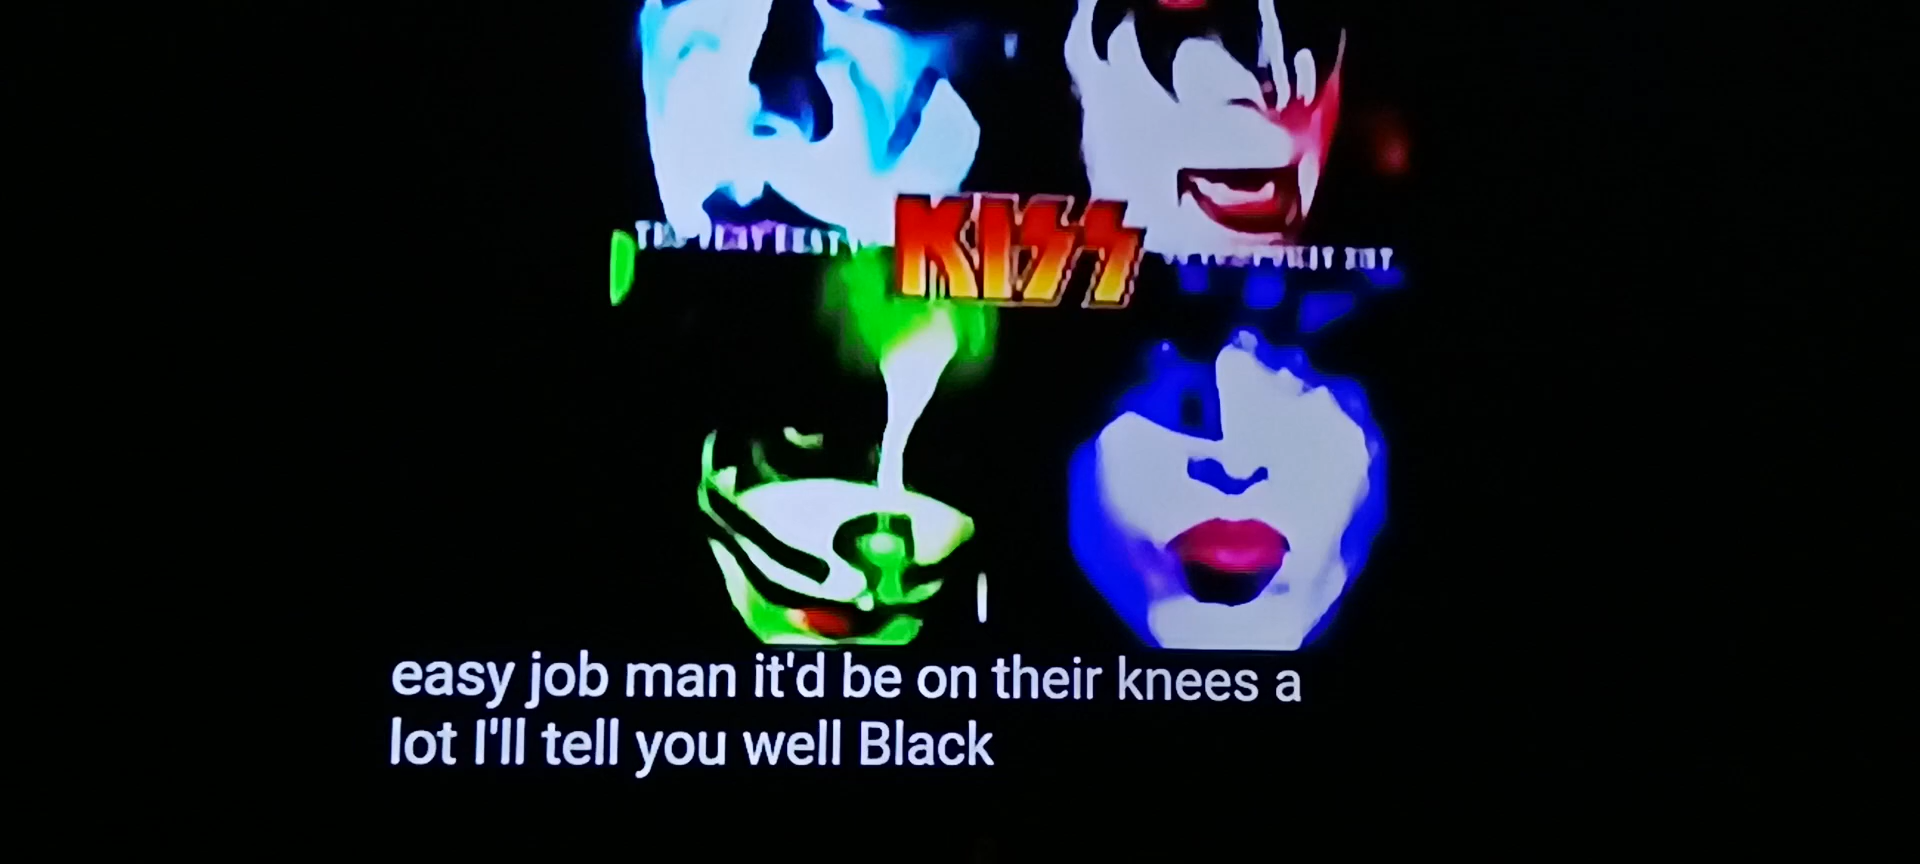 KISS
easy job man it'd be on their knees a
lot I'll tell you well Black